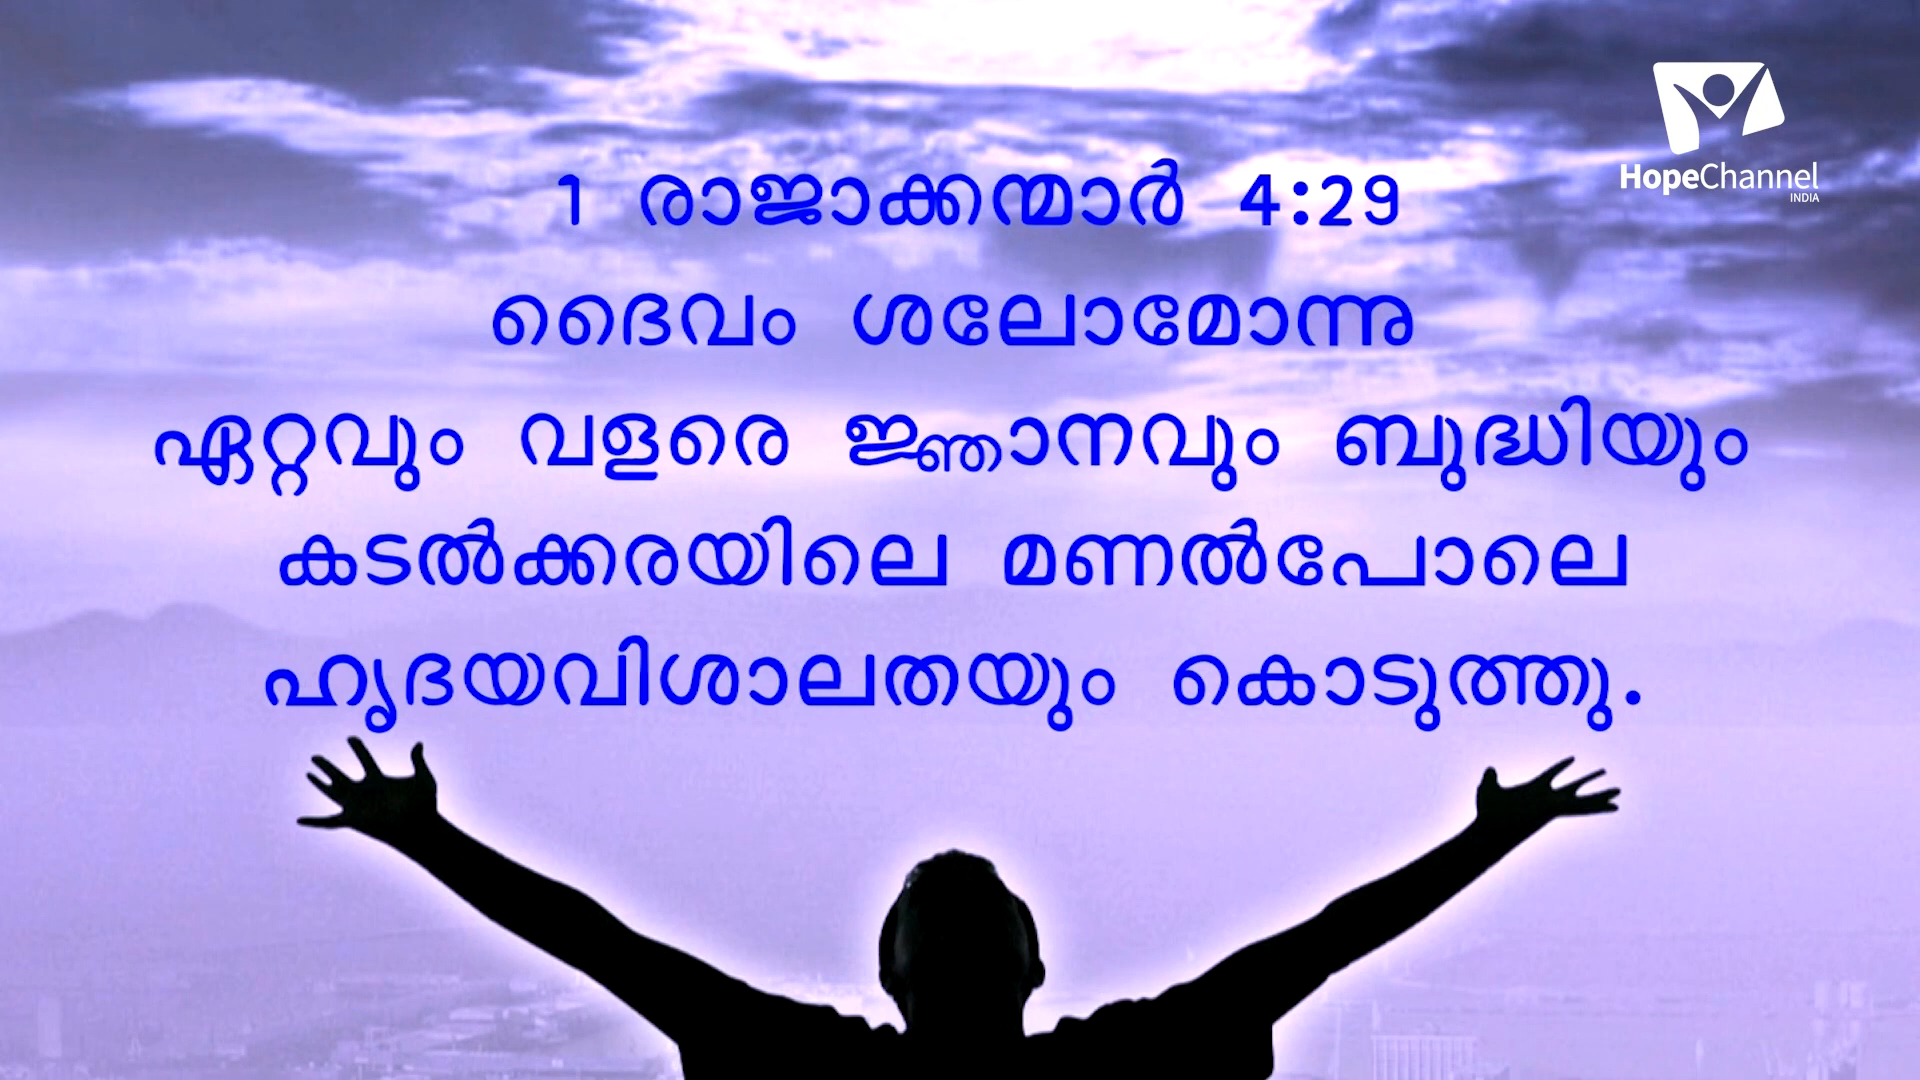 HopeChannel
INDIA
1 രാജാക്കന്മാർ 4:29
ദൈവം ശലോമോന്നു
ഏറ്റവും വളരെ ജ്ഞാനവും ബുദ്ധിയും
കടൽക്കരയിലെ മണൽപോലെ
ഹൃദയവിശാലതയും കൊടുത്തു.